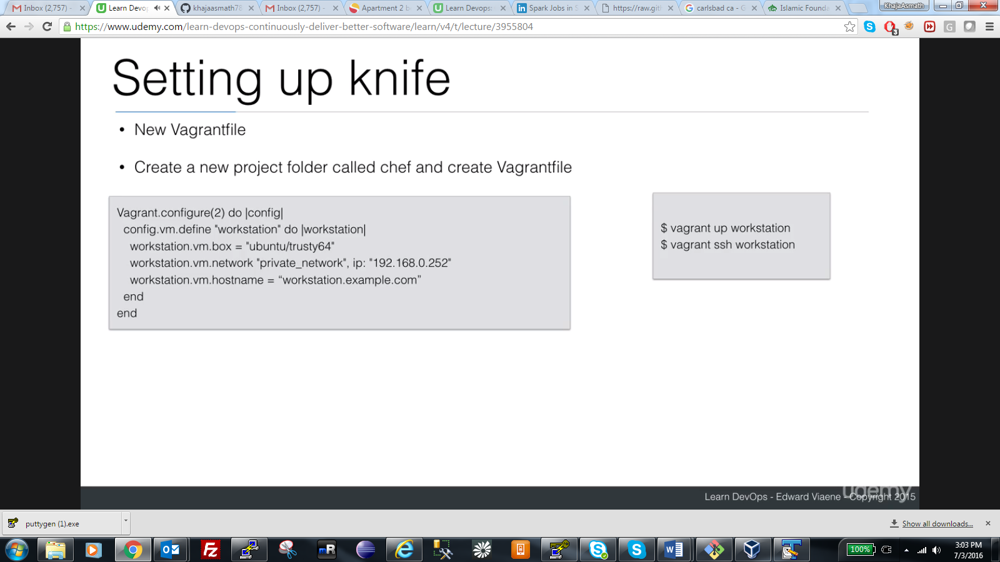 Inbox (2,757) -
Learn Devop
khajaasmath78
Inbox (2,757) -
Apartment 2 b
Learn Devops:
Spark Jobs in S
https://raw.git
carlsbad ca - G
Islamic Founda
KhajaAsmath
https://www.udemy.com/learn-devops-continuously-deliver-better-software/learn/v4/t/lecture/3955804
3
G
Setting up knife
• New Vagrantfile
• Create a new project folder called chef and create Vagrantfile
Vagrant.configure(2) do |config|
config.vm.define "workstation" do |workstation|
workstation.vm.box = "ubuntu/trusty64"
workstation.vm.network "private_network", ip: "192.168.0.252"
workstation.vm.hostname = “workstation.example.com”
end
end
$ vagrant up workstation
$ vagrant ssh workstation
udemy
Learn DevOps - Edward Viaene - Copyright 2015
puttygen (1).exe
Show all downloads...
100%
3:03 PM
7/3/2016